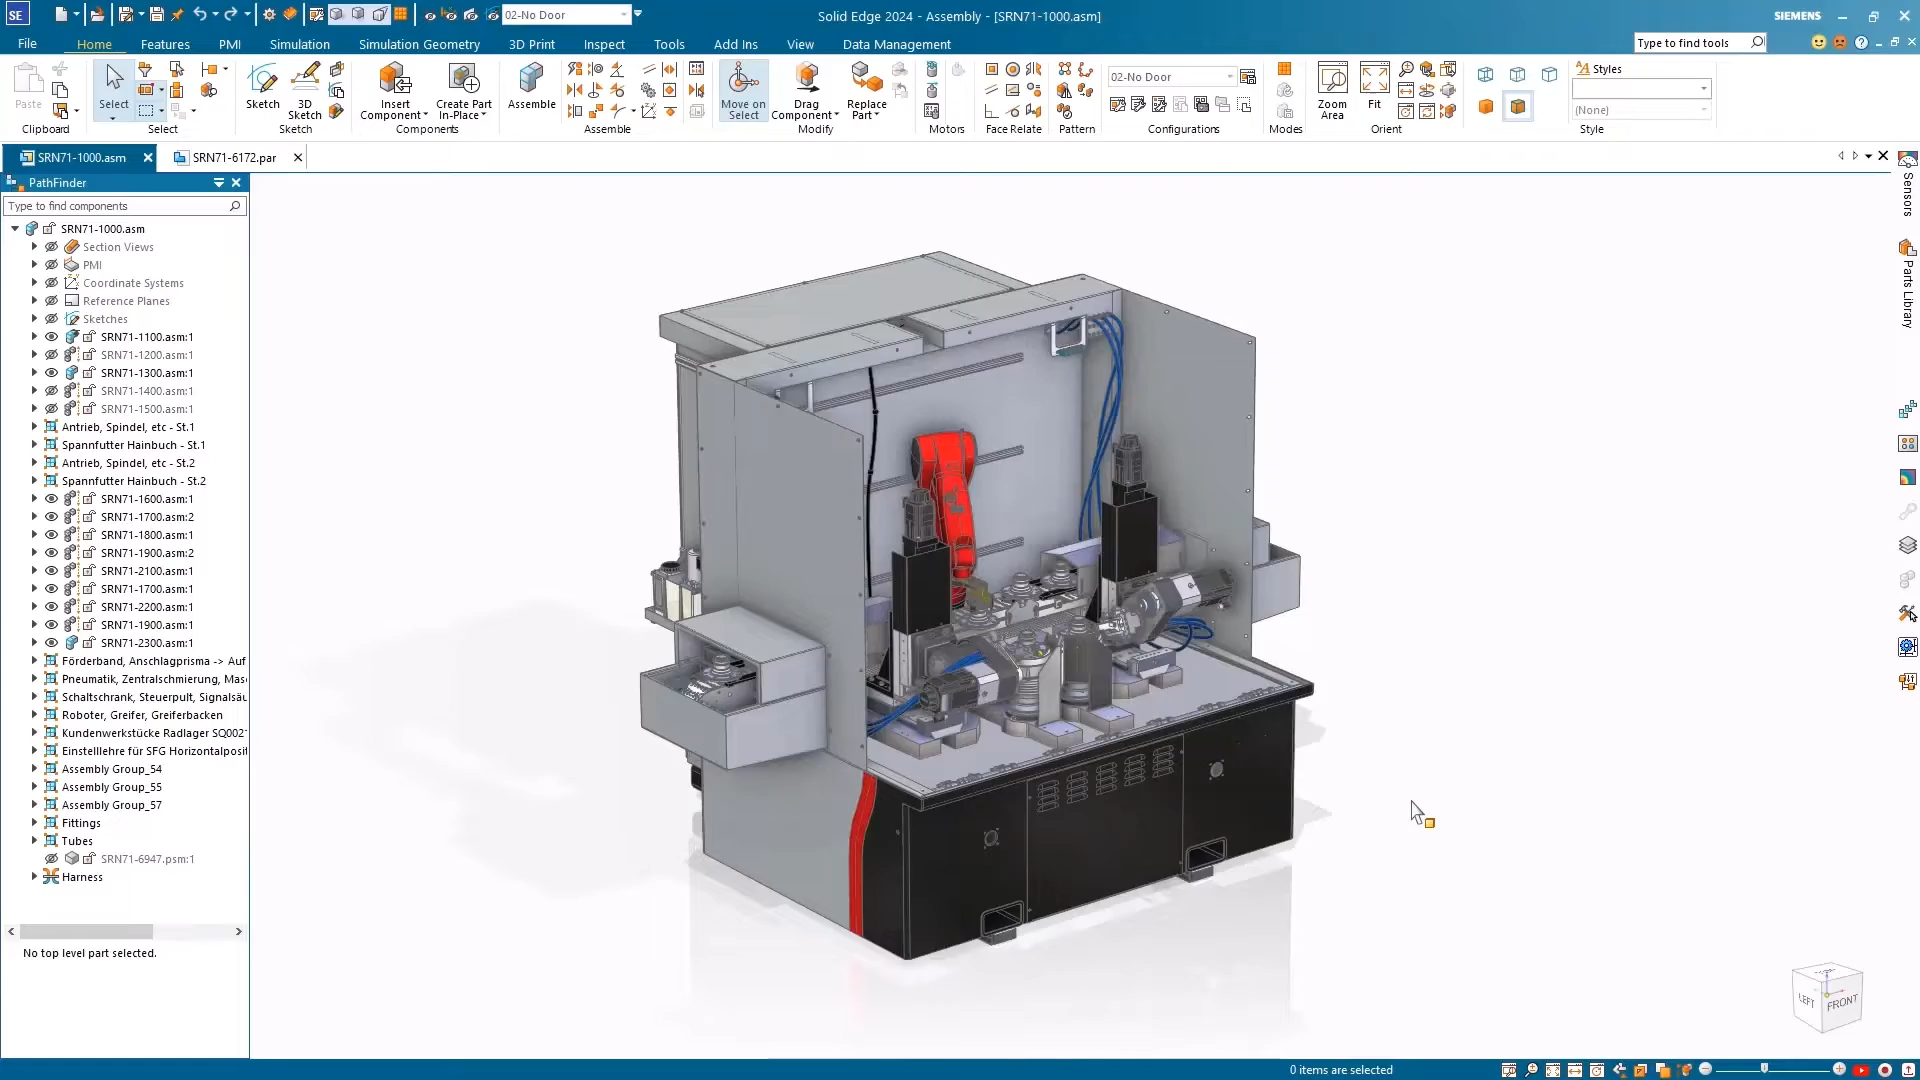 SE
02-No Door
Solid Edge 2024 - Assembly - [SRN71-1000.asm]
SIEMENS
File
Home
Features
PMI
Simulation
Simulation Geometry
3D Print
Inspect
Tools
Add Ins
View
Data Management
Type to find tools
Paste
Select
Sketch
3D
Sketch
Insert
Component
Create Part
In-Place
Assemble
Move on
Select
Drag
Component
Replace
Part
02-No Door
Zoom
Area
Fit
Styles
(None)
Clipboard
Select
Sketch
Components
Assemble
Modify
Motors
Face Relate
Pattern
Configurations
Modes
Orient
Style
SRN71-1000.asm
SRN71-6172.par
PathFinder
Type to find components
SRN71-1000.asm
Section Views
PMI
Coordinate Systems
Reference Planes
Sketches
SRN71-1100.asm:1
SRN71-1200.asm:1
SRN71-1300.asm:1
SRN71-1400.asm:1
SRN71-1500.asm:1
Antrieb, Spindel, etc - St.1
Spannfutter Hainbuch - St.1
Antrieb, Spindel, etc - St.2
Spannfutter Hainbuch - St.2
SRN71-1600.asm:1
SRN71-1700.asm:2
SRN71-1800.asm:1
SRN71-1900.asm:2
SRN71-2100.asm:1
SRN71-1700.asm:1
SRN71-2200.asm:1
SRN71-1900.asm:1
SRN71-2300.asm:1
Förderband, Anschlagprisma -> Auf
Pneumatik, Zentralschmierung, Mas
Schaltschrank, Steuerpult, Signalsäu
Roboter, Greifer, Greiferbacken
Kundenwerkstücke Radlager SQ002
Einstelllehre für SFG Horizontalposit
Assembly Group_54
Assembly Group_55
Assembly Group_57
Fittings
Tubes
SRN71-6947.psm:1
Harness
No top level part selected.
Sensors
Parts Library
LEFT
FRONT
0 items are selected